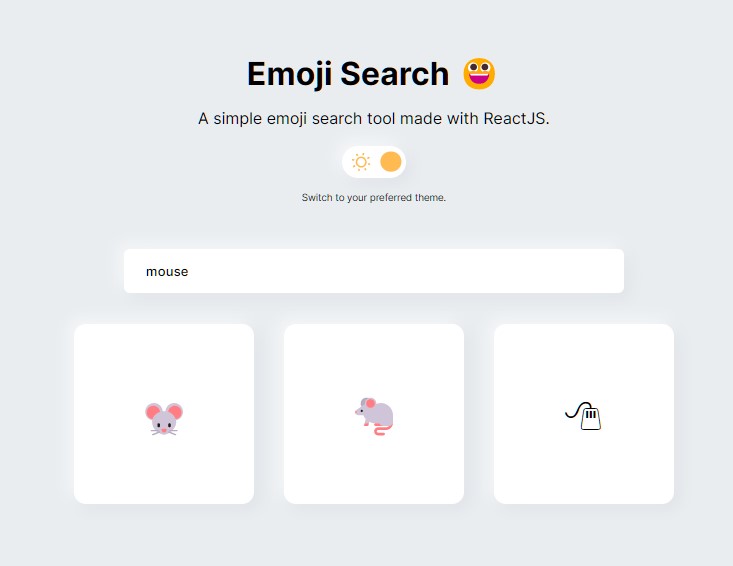 Emoji Search 😀
A simple emoji search tool made with ReactJS.
Switch to your preferred theme.
mouse